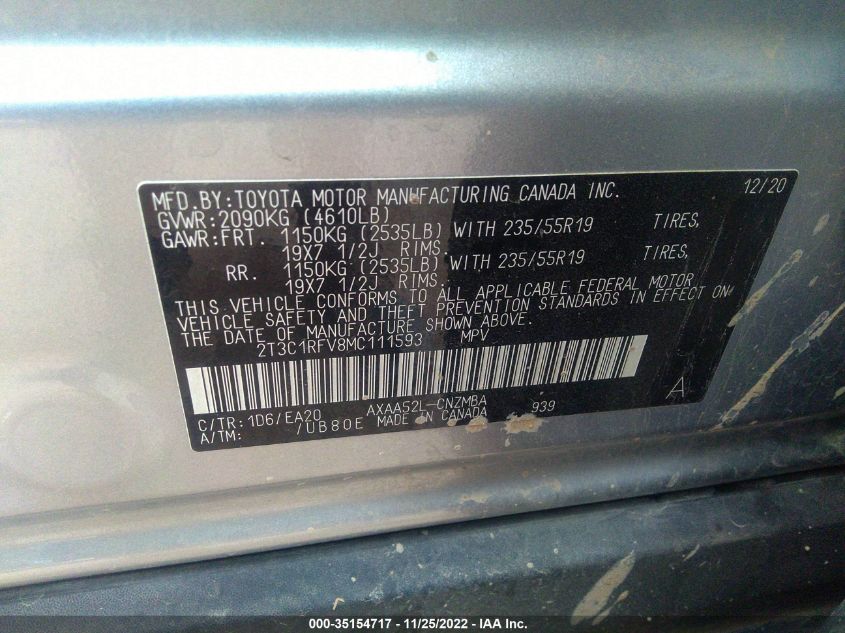 MFD.BY:TOYOTA MOTOR MANUFACTURING CANADA INC. 12/20
GVWR:2090KG (4610LB)
GAWR:FRT. 1150KG (2535LB) WITH 235/55R19 TIRES,
19X7 1/2J RIMS.
RR. 1150KG (2535LB) WITH 235/55R19 TIRES,
19X7 1/2J RIMS.
THIS VEHICLE CONFORMS TO ALL APPLICABLE FEDERAL MOTOR
VEHICLE SAFETY AND THEFT PREVENTION STANDARDS IN EFFECT ON
THE DATE OF MANUFACTURE SHOWN ABOVE.
2T3C1RFV8MC111593 MPV
C/TR:1D6/EA20 AXAA52L-CNZMBA 939 A
A/TM: /UB80E MADE IN CANADA
000-35154717 - 11/25/2022 - IAA Inc.